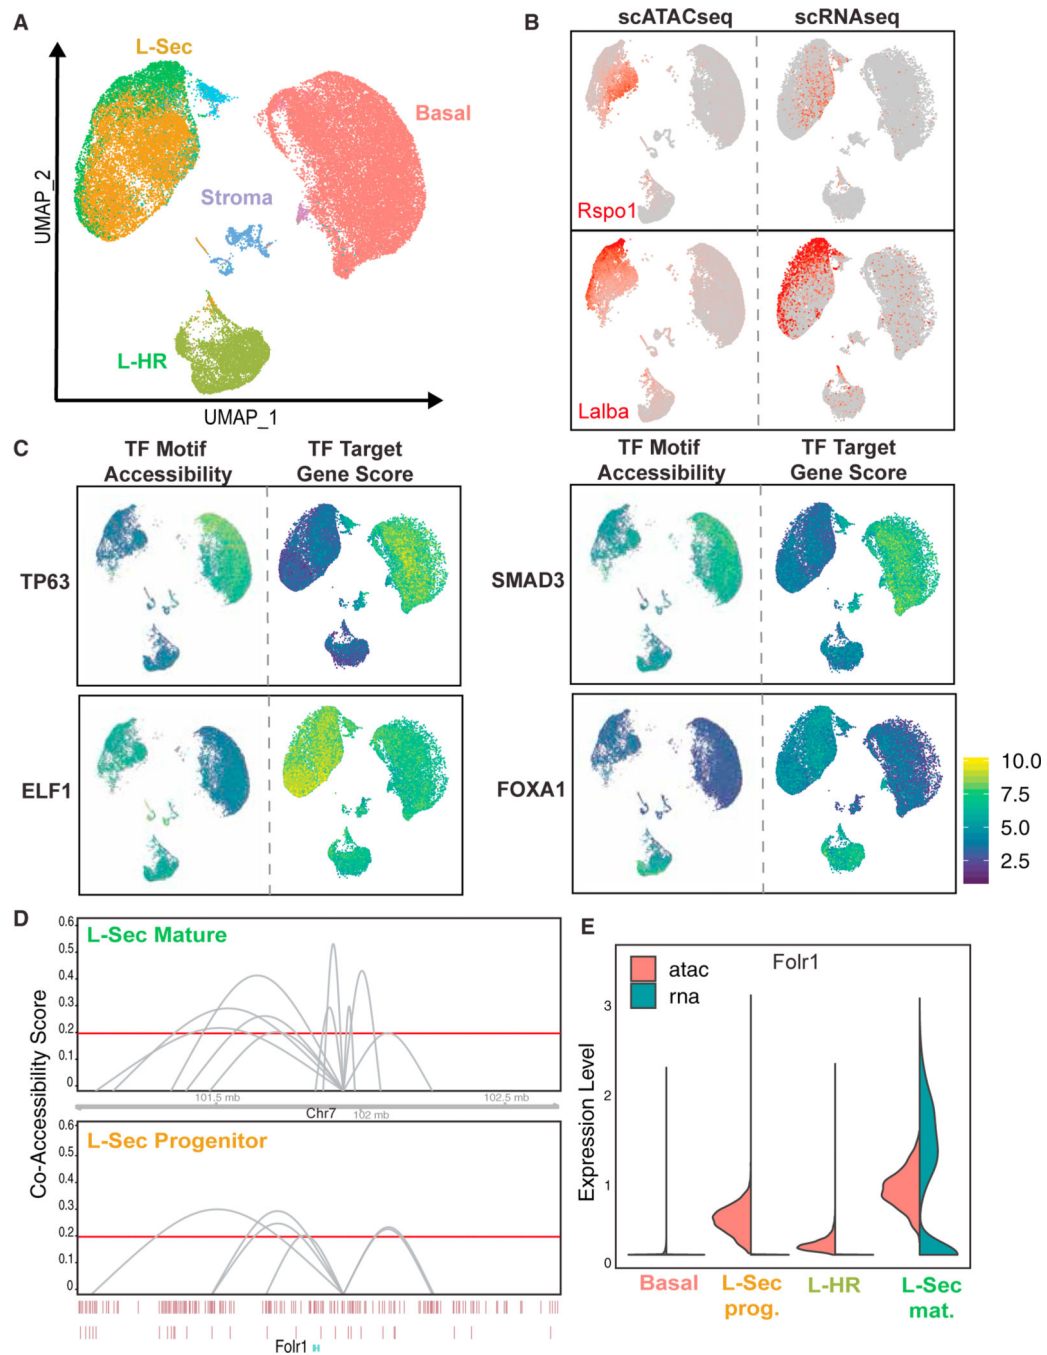 A
L-Sec
Basal
Stroma
L-HR
UMAP_2
UMAP_1
B
scATACseq
scRNAseq
Rspo1
Lalba
C
TF Motif
Accessibility
TF Target
Gene Score
TF Motif
Accessibility
TF Target
Gene Score
TP63
SMAD3
ELF1
FOXA1
10.0
7.5
5.0
2.5
D
Co-Accessibility Score
0.6
L-Sec Mature
0.5
0.4
0.3
0.2
0.1
0
101.5 mb
102.5 mb
Chr7
102 mb
0.6
L-Sec Progenitor
0.5
0.4
0.3
0.2
0.1
0
Folr1
E
Folr1
atac
rna
Expression Level
3
2
1
0
Basal
L-Sec
prog.
L-HR
L-Sec
mat.